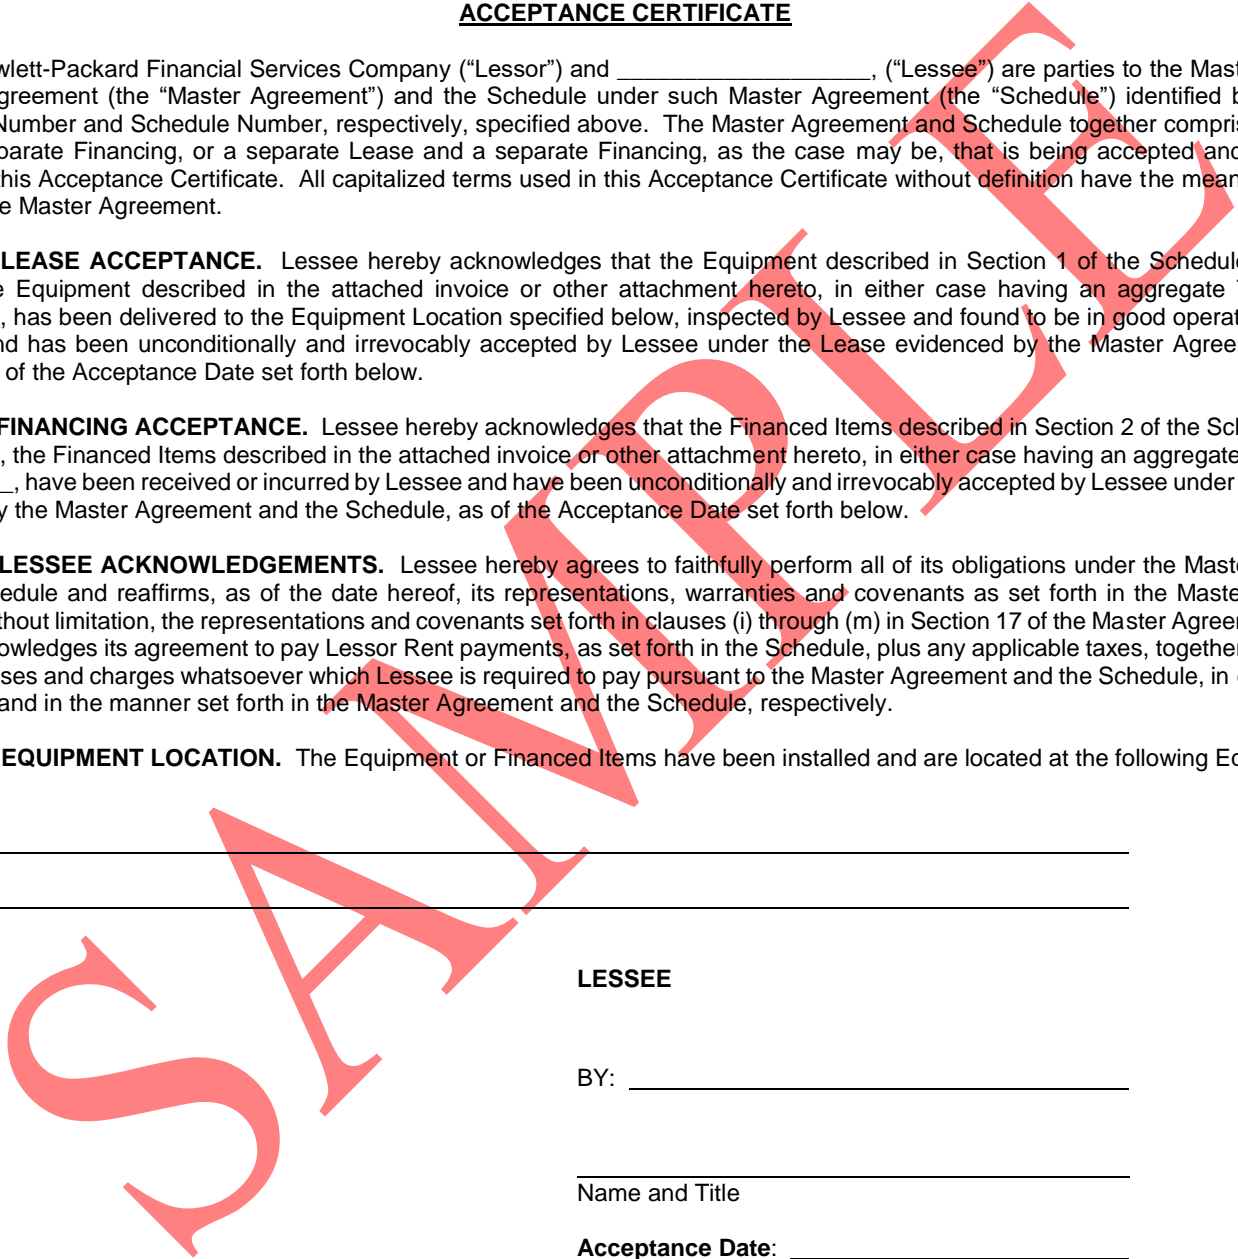 ACCEPTANCE CERTIFICATE
wlett-Packard Financial Services Company (“Lessor”) and ____________________, (“Lessee”) are parties to the Mast
greement (the “Master Agreement”) and the Schedule under such Master Agreement (the “Schedule”) identified b
Number and Schedule Number, respectively, specified above. The Master Agreement and Schedule together compris
parate Financing, or a separate Lease and a separate Financing, as the case may be, that is being accepted and
this Acceptance Certificate. All capitalized terms used in this Acceptance Certificate without definition have the mean
e Master Agreement.
LEASE ACCEPTANCE. Lessee hereby acknowledges that the Equipment described in Section 1 of the Schedul
e Equipment described in the attached invoice or other attachment hereto, in either case having an aggregate
, has been delivered to the Equipment Location specified below, inspected by Lessee and found to be in good operat
nd has been unconditionally and irrevocably accepted by Lessee under the Lease evidenced by the Master Agree
of the Acceptance Date set forth below.
FINANCING ACCEPTANCE. Lessee hereby acknowledges that the Financed Items described in Section 2 of the Sc
, the Financed Items described in the attached invoice or other attachment hereto, in either case having an aggregate
_, have been received or incurred by Lessee and have been unconditionally and irrevocably accepted by Lessee under
y the Master Agreement and the Schedule, as of the Acceptance Date set forth below.
LESSEE ACKNOWLEDGEMENTS. Lessee hereby agrees to faithfully perform all of its obligations under the Mast
edule and reaffirms, as of the date hereof, its representations, warranties and covenants as set forth in the Maste
thout limitation, the representations and covenants set forth in clauses (i) through (m) in Section 17 of the Master Agree
owledges its agreement to pay Lessor Rent payments, as set forth in the Schedule, plus any applicable taxes, together
ses and charges whatsoever which Lessee is required to pay pursuant to the Master Agreement and the Schedule, in
and in the manner set forth in the Master Agreement and the Schedule, respectively.
EQUIPMENT LOCATION. The Equipment or Financed Items have been installed and are located at the following Eq
SAMPLE
LESSEE
BY:
Name and Title
Acceptance Date: